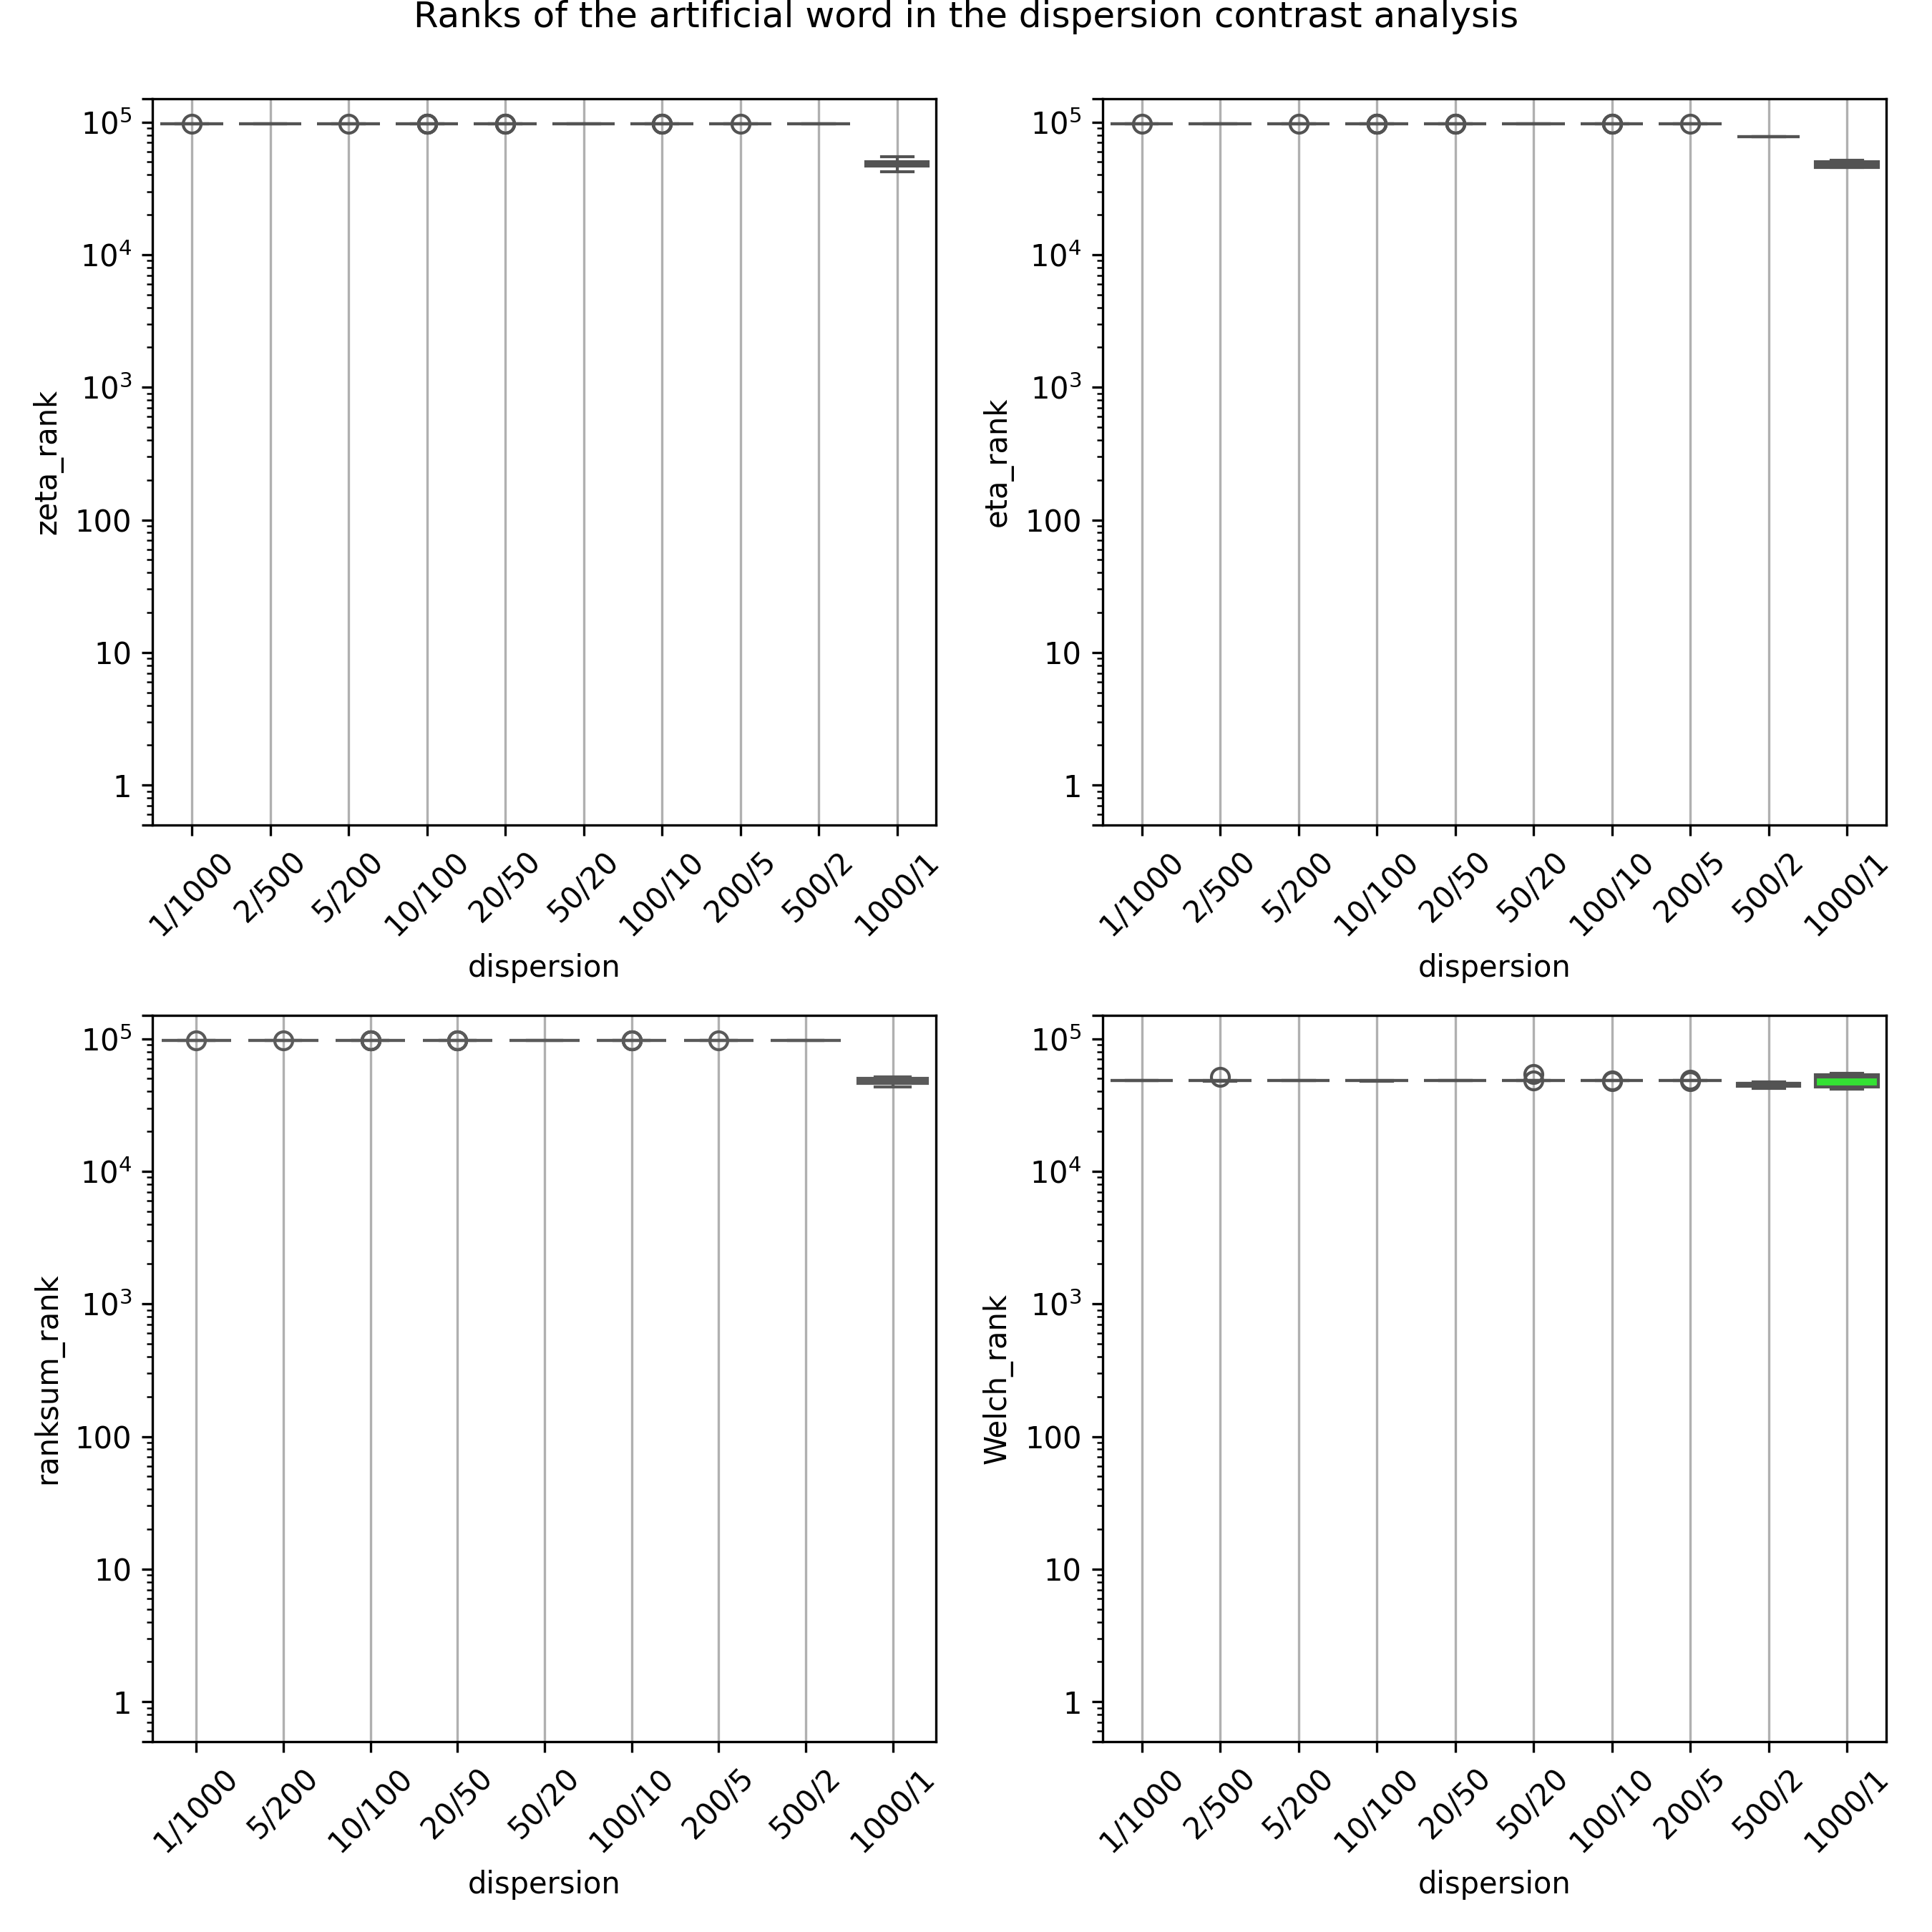 Ranks of the artificial word in the dispersion contrast analysis
10⁵
10⁴
10³
100
10
1
zeta_rank
1/1000 2/500 5/200 10/100 20/50 50/20 100/10 200/5 500/2 1000/1
dispersion
10⁵
10⁴
10³
100
10
1
eta_rank
1/1000 2/500 5/200 10/100 20/50 50/20 100/10 200/5 500/2 1000/1
dispersion
10⁵
10⁴
10³
100
10
1
ranksum_rank
1/1000 5/200 10/100 20/50 50/20 100/10 200/5 500/2 1000/1
dispersion
10⁵
10⁴
10³
100
10
1
Welch_rank
1/1000 2/500 5/200 10/100 20/50 50/20 100/10 200/5 500/2 1000/1
dispersion